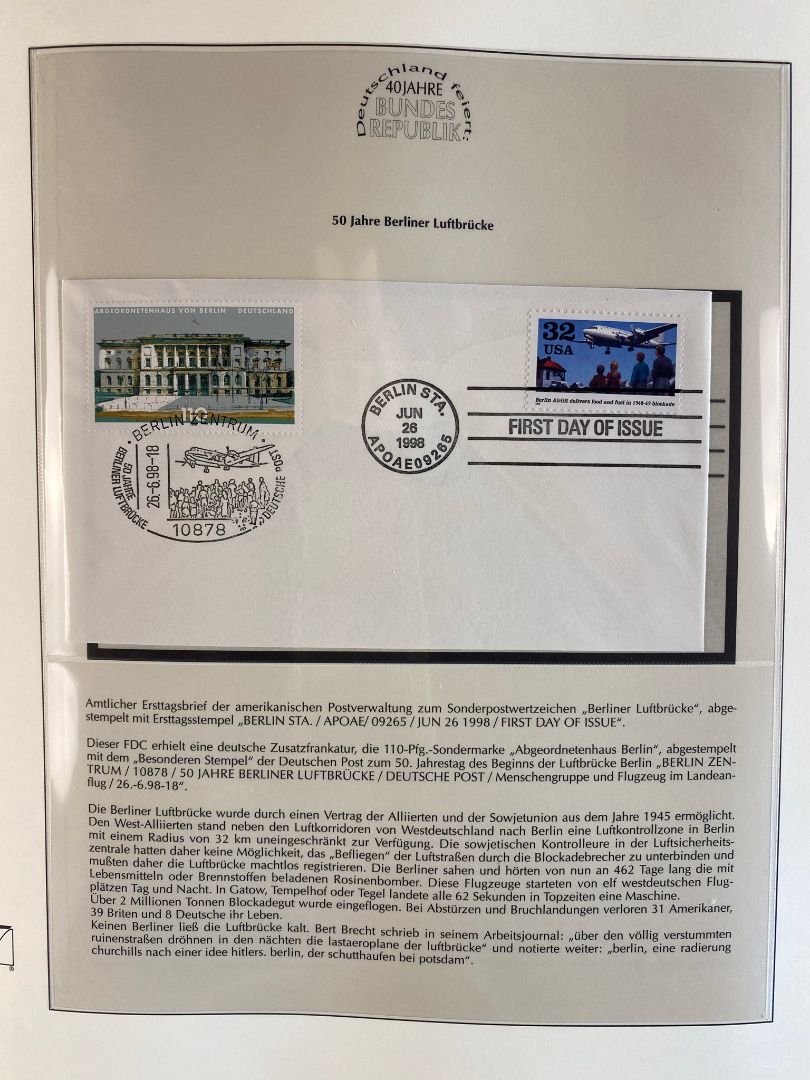 Deutschland feiert:
40 JAHRE
BUNDES
REPUBLIK
50 Jahre Berliner Luftbrücke
ABGEORDNETENHAUS VON BERLIN DEUTSCHLAND
110
BERLIN ZENTRUM
50 JAHRE
BERLINER LUFTBRÜCKE
26.-6.98-18
DEUTSCHE POST
10878
BERLIN STA.
JUN
26
1998
APOAE09265
32
USA
Berlin Airlift delivers food and fuel in 1948-49 blockade
FIRST DAY OF ISSUE
Amtlicher Ersttagsbrief der amerikanischen Postverwaltung zum Sonderpostwertzeichen „Berliner Luftbrücke“, abge-
stempelt mit Ersttagsstempel „BERLIN STA. / APOAE/ 09265 / JUN 26 1998 / FIRST DAY OF ISSUE“.
Dieser FDC erhielt eine deutsche Zusatzfrankatur, die 110-Pfg.-Sondermarke „Abgeordnetenhaus Berlin“, abgestempelt
mit dem „Besonderen Stempel“ der Deutschen Post zum 50. Jahrestag des Beginns der Luftbrücke Berlin „BERLIN ZEN-
TRUM / 10878 / 50 JAHRE BERLINER LUFTBRÜCKE / DEUTSCHE POST / Menschengruppe und Flugzeug im Landean-
flug / 26.-6.98-18“.
Die Berliner Luftbrücke wurde durch einen Vertrag der Alliierten und der Sowjetunion aus dem Jahre 1945 ermöglicht.
Den West-Alliierten stand neben den Luftkorridoren von Westdeutschland nach Berlin eine Luftkontrollzone in Berlin
mit einem Radius von 32 km uneingeschränkt zur Verfügung. Die sowjetischen Kontrolleure in der Luftsicherheits-
zentrale hatten daher keine Möglichkeit, das „Befliegen“ der Luftstraßen durch die Blockadebrecher zu unterbinden und
mußten daher die Luftbrücke machtlos registrieren. Die Berliner sahen und hörten von nun an 462 Tage lang die mit
Lebensmitteln oder Brennstoffen beladenen Rosinenbomber. Diese Flugzeuge starteten von elf westdeutschen Flug-
plätzen Tag und Nacht. In Gatow, Tempelhof oder Tegel landete alle 62 Sekunden in Topzeiten eine Maschine.
Über 2 Millionen Tonnen Blockadegut wurde eingeflogen. Bei Abstürzen und Bruchlandungen verloren 31 Amerikaner,
39 Briten und 8 Deutsche ihr Leben.
Keinen Berliner ließ die Luftbrücke kalt. Bert Brecht schrieb in seinem Arbeitsjournal: „über den völlig verstummten
ruinenstraßen dröhnen in den nächten die lastaeroplane der luftbrücke“ und notierte weiter: „berlin, eine radierung
churchills nach einer idee hitlers. berlin, der schutthaufen bei potsdam“.